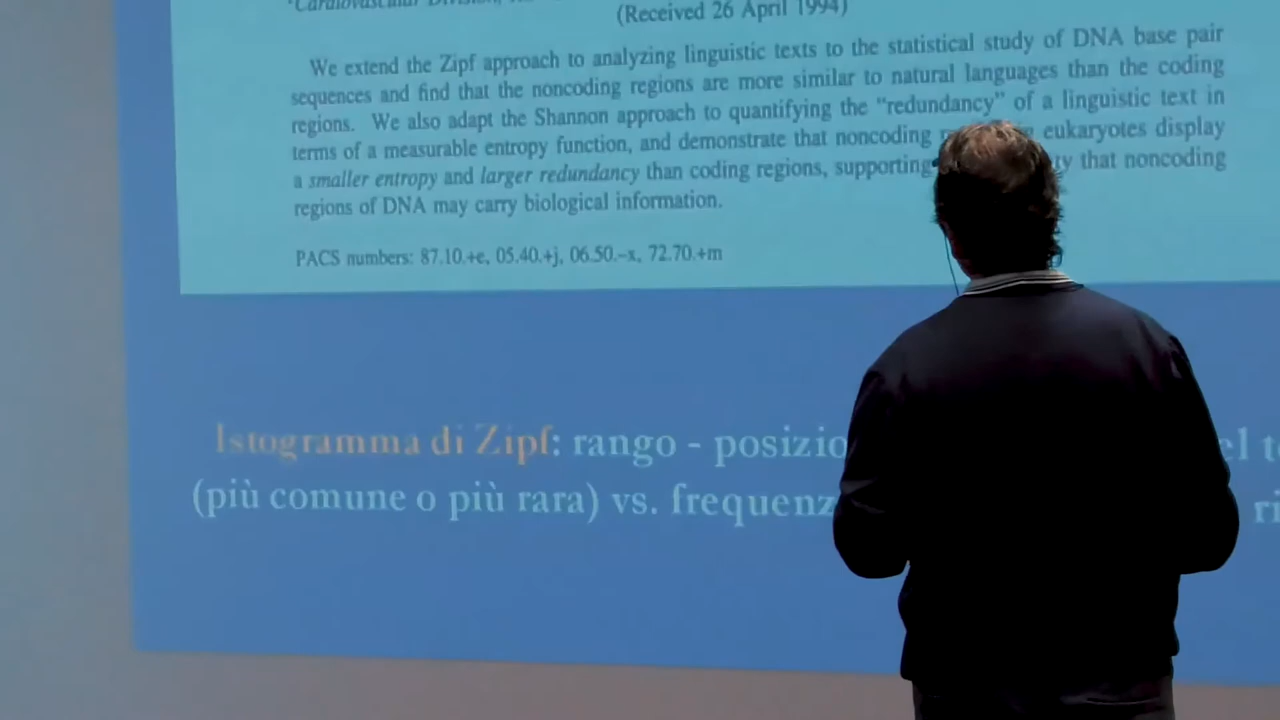 Cardiovascular Division,
(Received 26 April 1994)
We extend the Zipf approach to analyzing linguistic texts to the statistical study of DNA base pair
sequences and find that the noncoding regions are more similar to natural languages than the coding
regions. We also adapt the Shannon approach to quantifying the “redundancy” of a linguistic text in
terms of a measurable entropy function, and demonstrate that noncoding eukaryotes display
a smaller entropy and larger redundancy than coding regions, supporting that noncoding
regions of DNA may carry biological information.
PACS numbers: 87.10.+e, 05.40.+j, 06.50.–x, 72.70.+m
Istogramma di Zipf: rango - posizio
(più comune o più rara) vs. frequenz